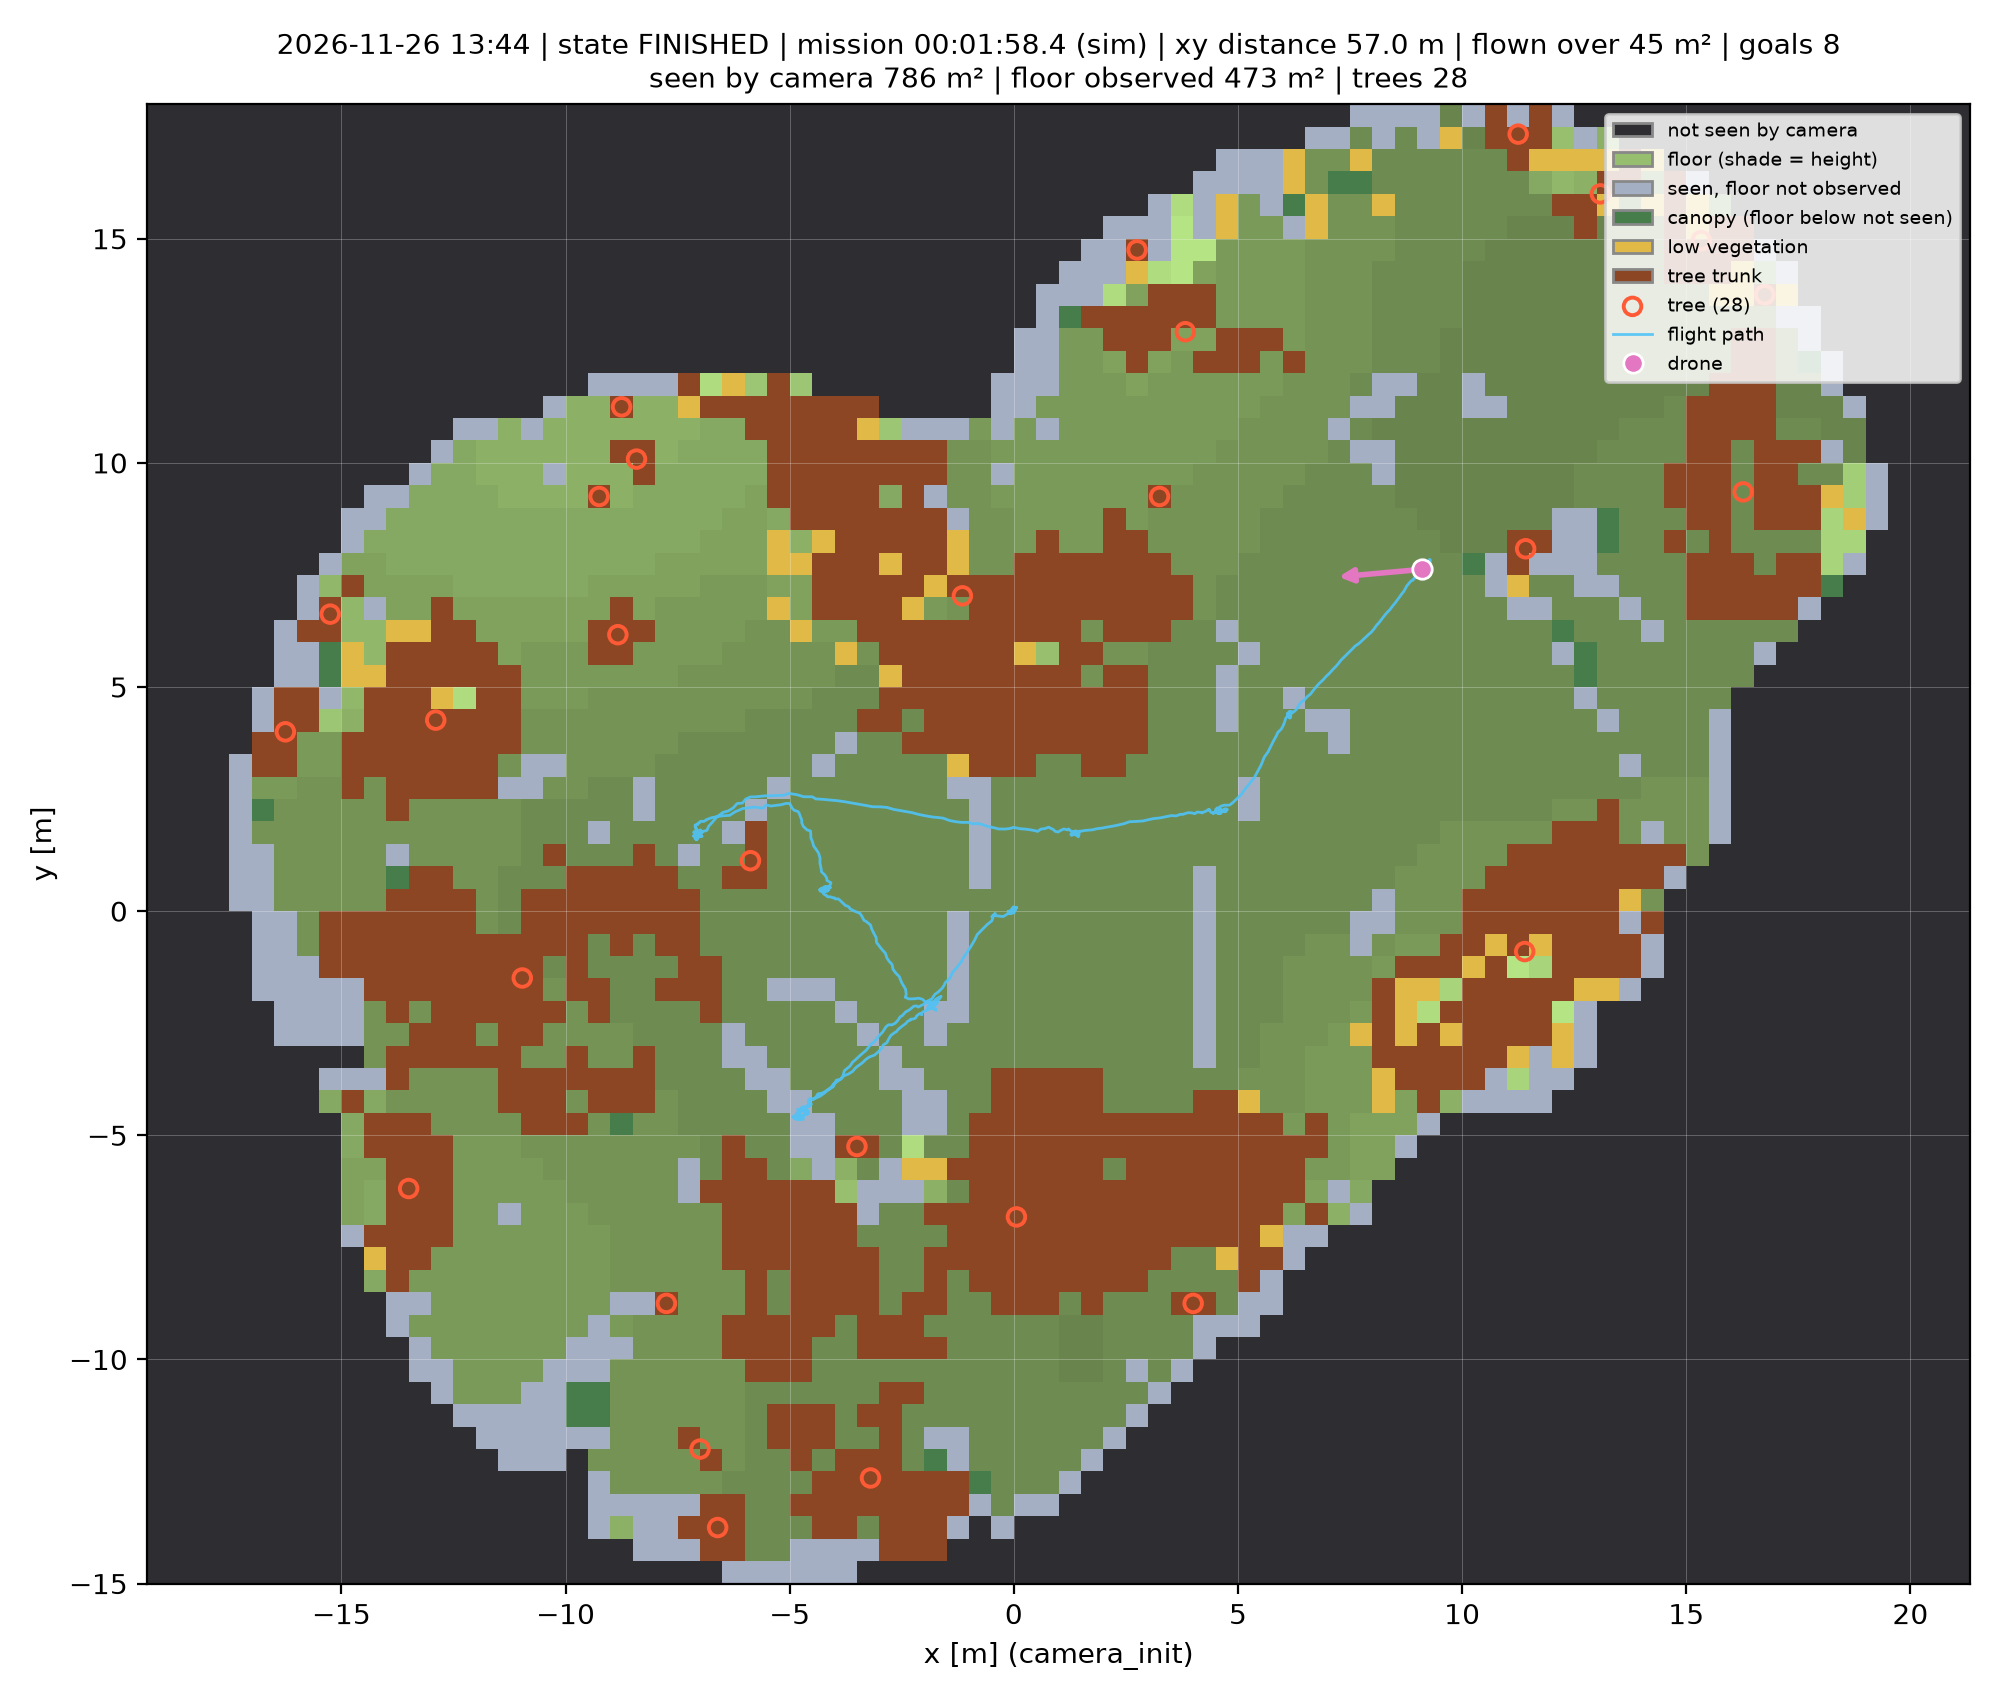 2026-11-26 13:44 | state FINISHED | mission 00:01:58.4 (sim) | xy distance 57.0 m | flown over 45 m² | goals 8
seen by camera 786 m² | floor observed 473 m² | trees 28
not seen by camera
floor (shade = height)
seen, floor not observed
canopy (floor below not seen)
low vegetation
tree trunk
tree (28)
flight path
drone
15
10
5
0
−5
−10
−15
y [m]
−15
−10
−5
0
5
10
15
20
x [m] (camera_init)